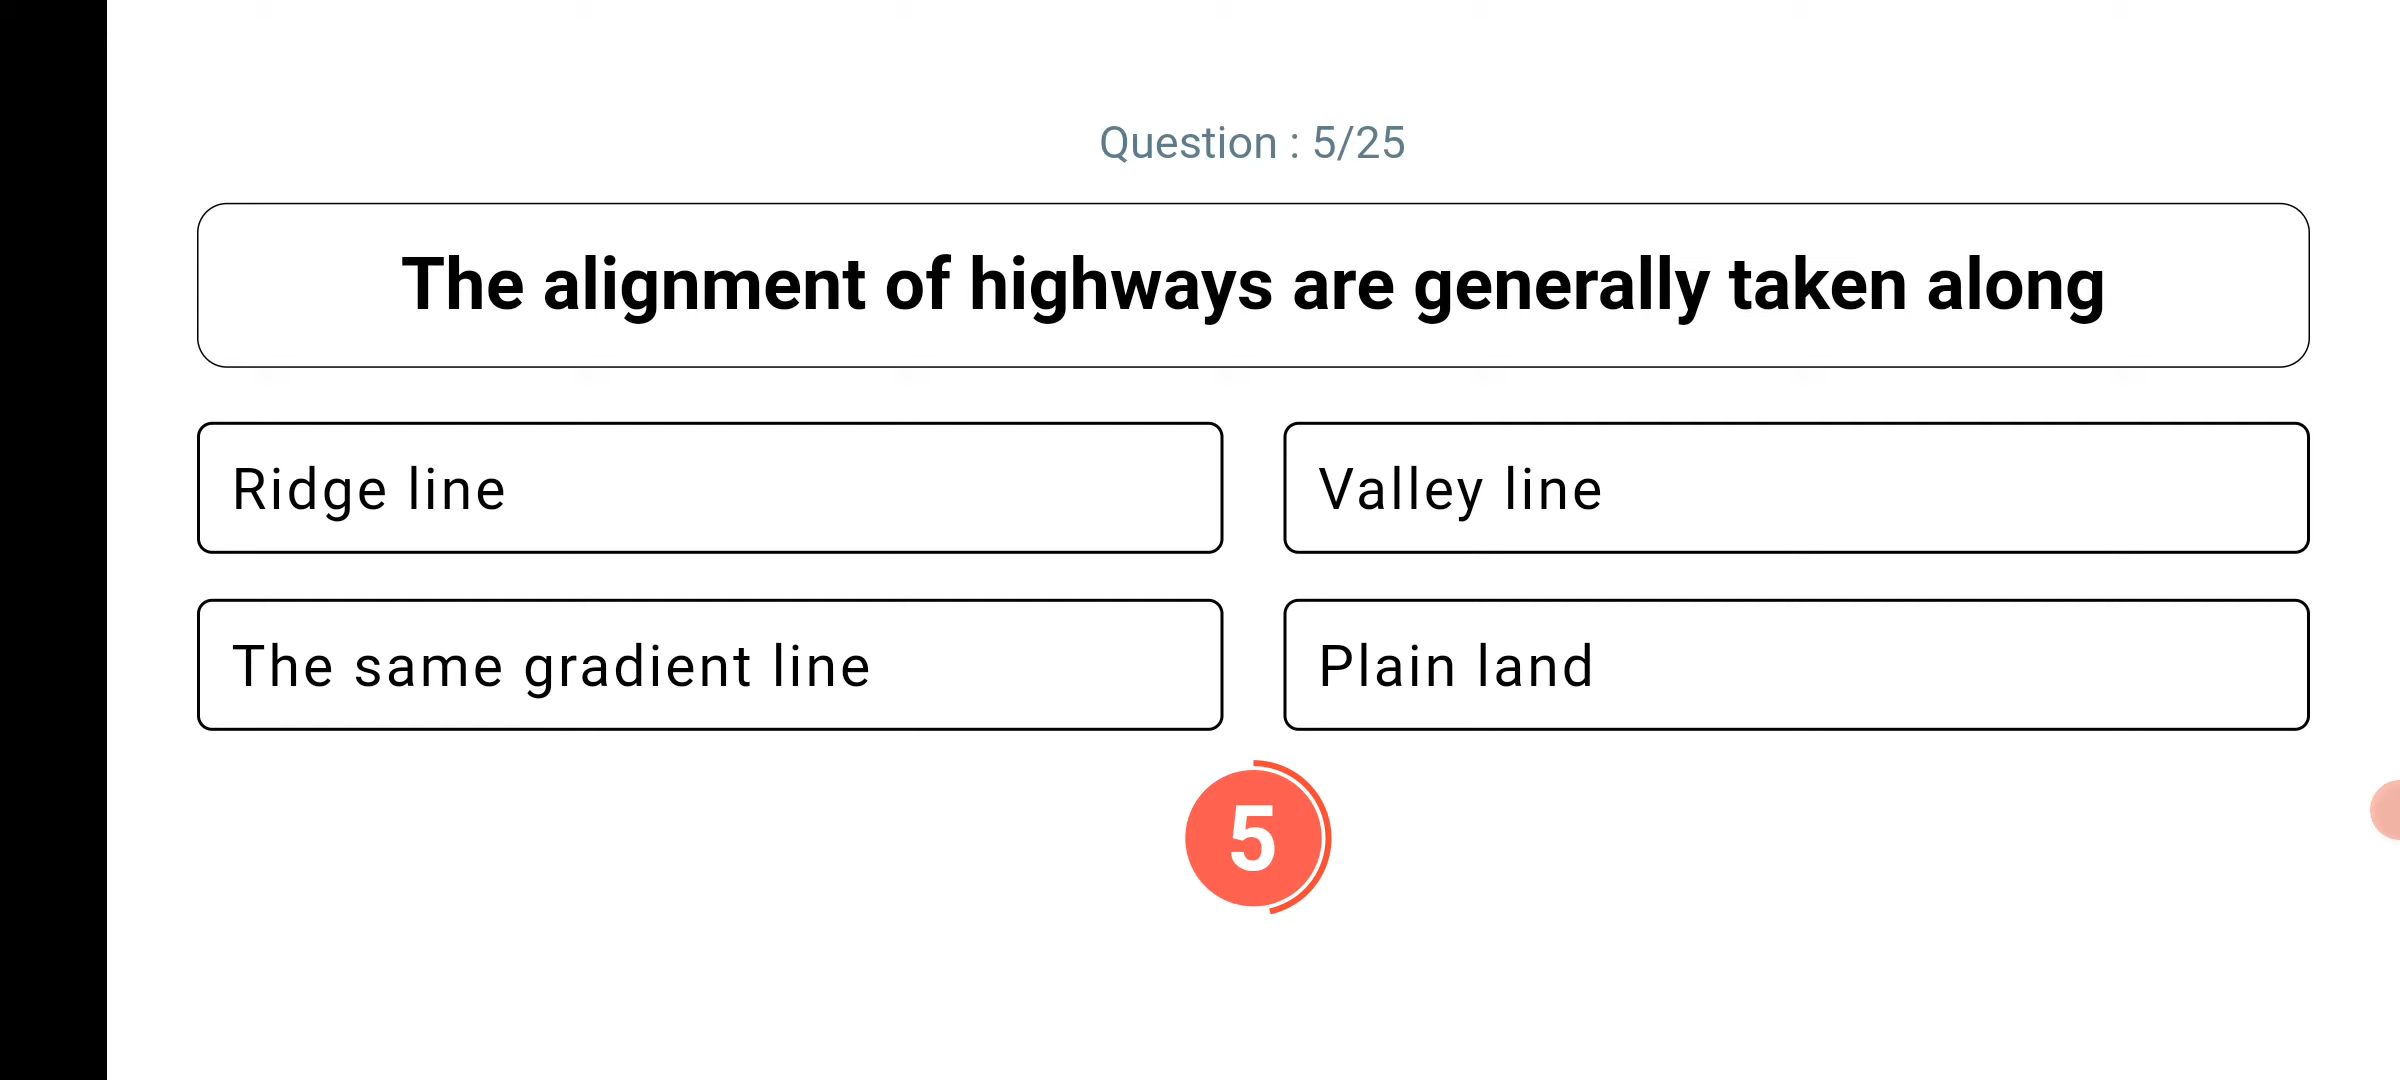 Question : 5/25
The alignment of highways are generally taken along
Ridge line
Valley line
The same gradient line
Plain land
5